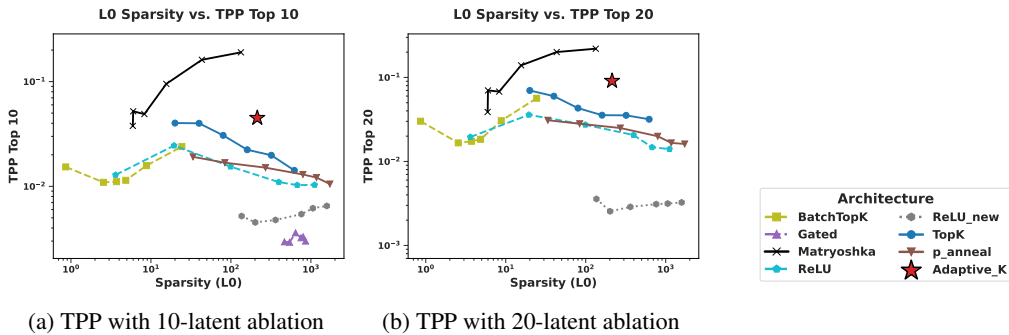 L0 Sparsity vs. TPP Top 10
TPP Top 10
10⁻¹
10⁻²
10⁰ 10¹ 10² 10³
Sparsity (L0)
(a) TPP with 10-latent ablation
L0 Sparsity vs. TPP Top 20
TPP Top 20
10⁻¹
10⁻²
10⁻³
10⁰ 10¹ 10² 10³
Sparsity (L0)
(b) TPP with 20-latent ablation
Architecture
BatchTopK
Gated
Matryoshka
ReLU
ReLU_new
TopK
p_anneal
Adaptive_K